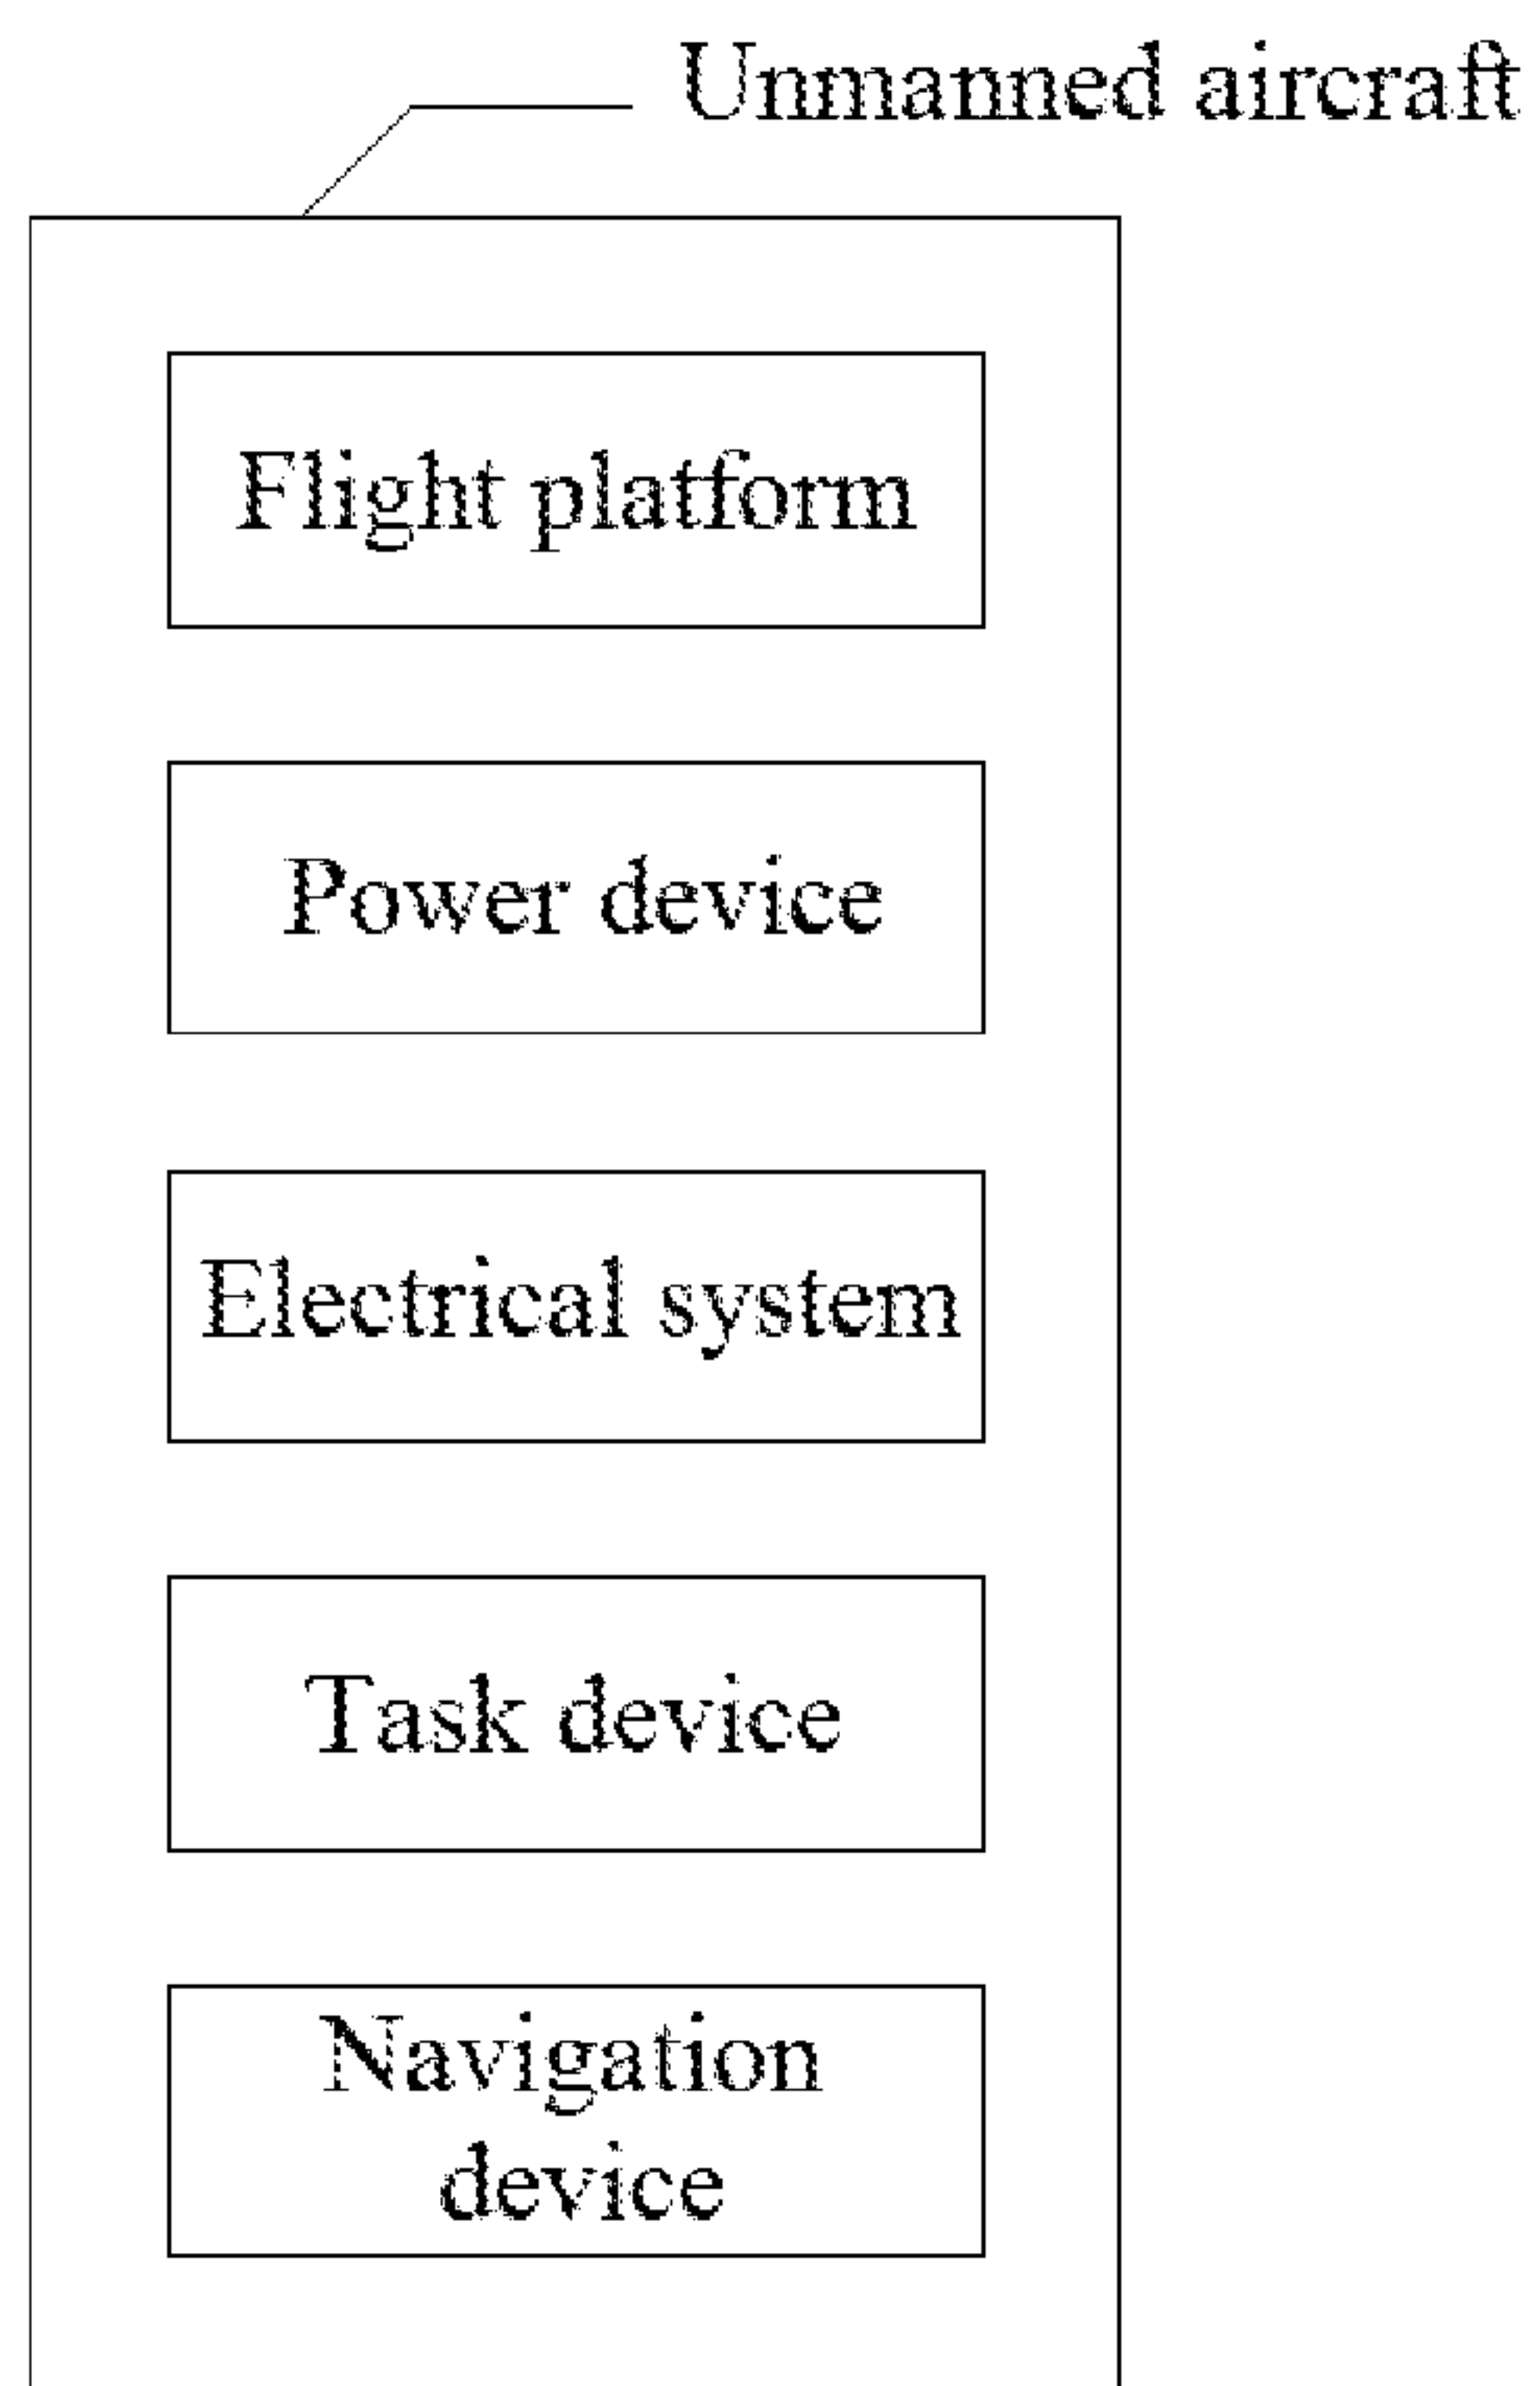 Unmanned aircraft
Flight platform
Power device
Electrical system
Task device
Navigation
device